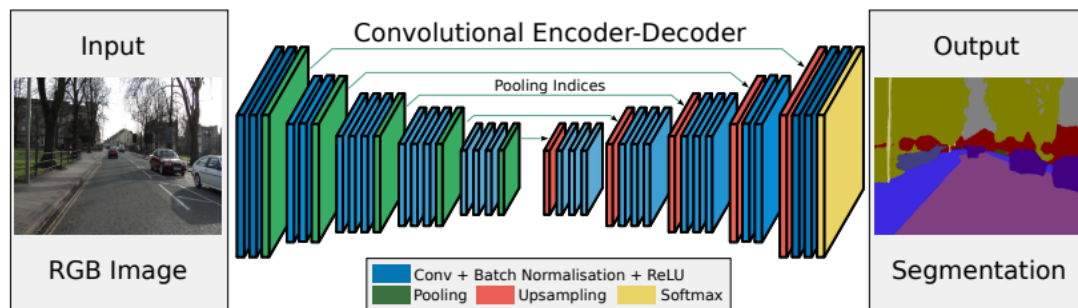 Input
RGB Image
Convolutional Encoder-Decoder
Pooling Indices
Conv + Batch Normalisation + ReLU
Pooling Upsampling Softmax
Output
Segmentation